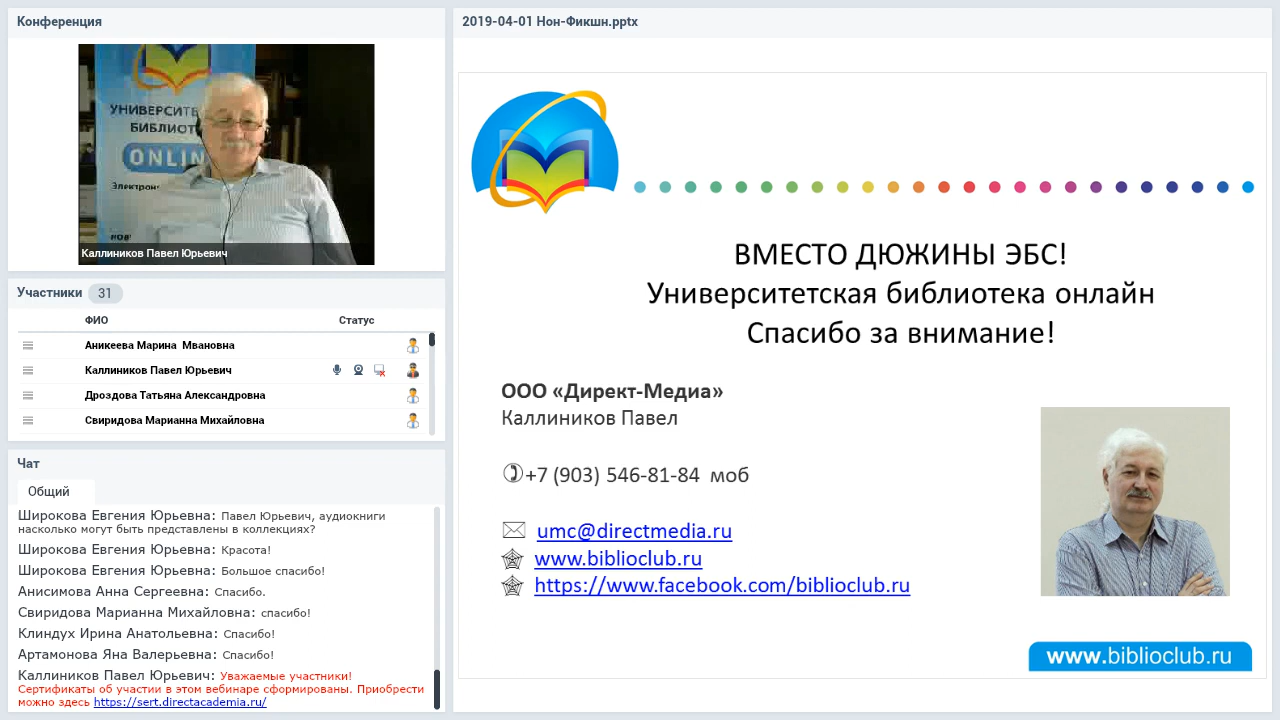 Конференция
УНИВЕРСИТЕ
БИБЛИОТ
ONLIN
Каллиников Павел Юрьевич
Участники 31
ФИО Статус
Аникеева Марина Мвановна
Каллиников Павел Юрьевич
Дроздова Татьяна Александровна
Свиридова Марианна Михайловна
Чат
Общий
Широкова Евгения Юрьевна: Павел Юрьевич, аудиокниги
насколько могут быть представлены в коллекциях?
Широкова Евгения Юрьевна: Красота!
Широкова Евгения Юрьевна: Большое спасибо!
Анисимова Анна Сергеевна: Спасибо.
Свиридова Марианна Михайловна: спасибо!
Клиндух Ирина Анатольевна: Спасибо!
Артамонова Яна Валерьевна: Спасибо!
Каллиников Павел Юрьевич: Уважаемые участники!
Сертификаты об участии в этом вебинаре сформированы. Приобрести
можно здесь https://sert.directacademia.ru/
2019-04-01 Нон-Фикшн.pptx
ВМЕСТО ДЮЖИНЫ ЭБС!
Университетская библиотека онлайн
Спасибо за внимание!
ООО «Директ-Медиа»
Каллиников Павел
+7 (903) 546-81-84 моб
umc@directmedia.ru
www.biblioclub.ru
https://www.facebook.com/biblioclub.ru
www.biblioclub.ru